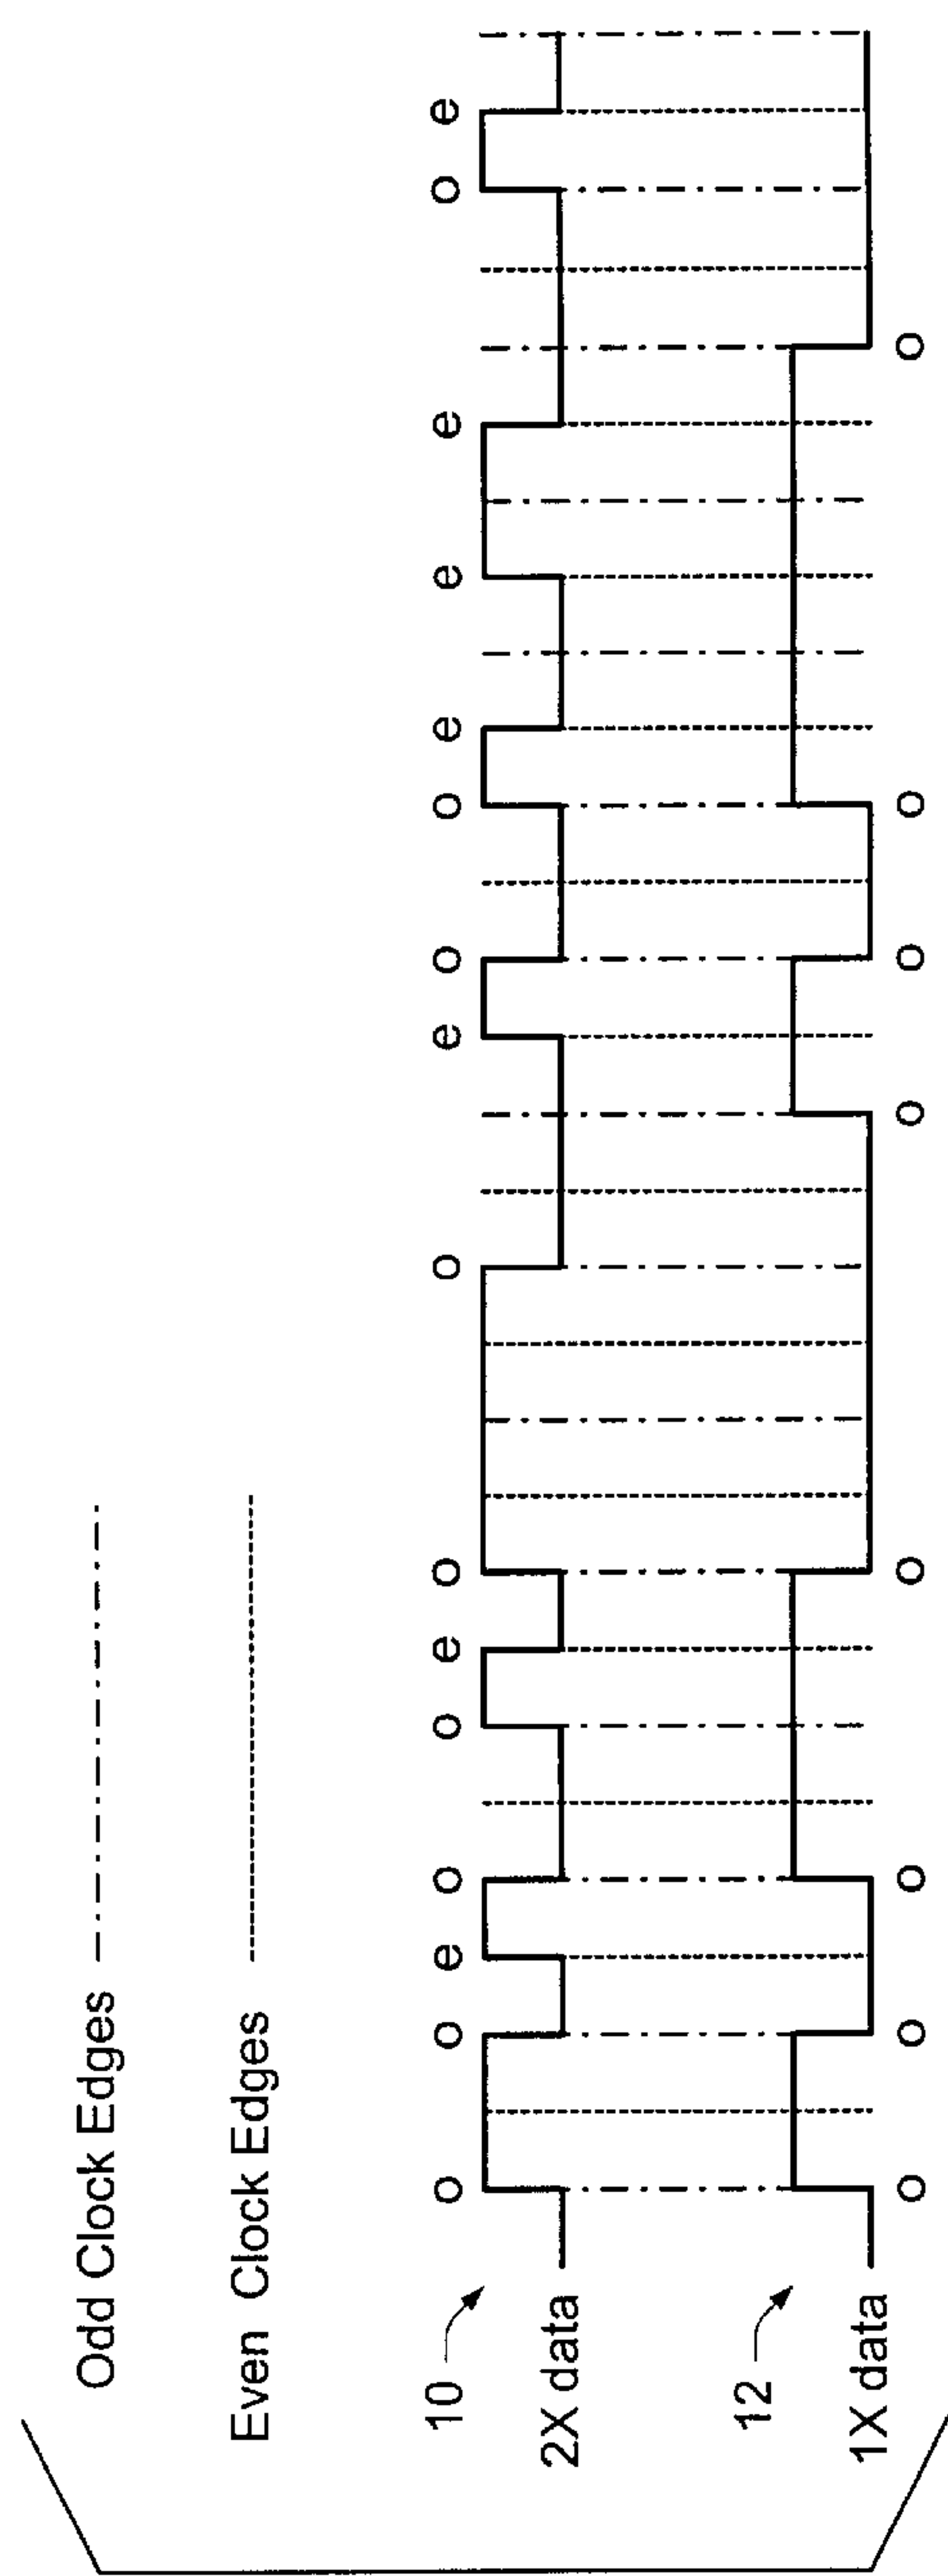 Odd Clock Edges
Even Clock Edges
10
o o e o o e o o e o o e e e o e
2X data
12
1X data
o o o o o o o o